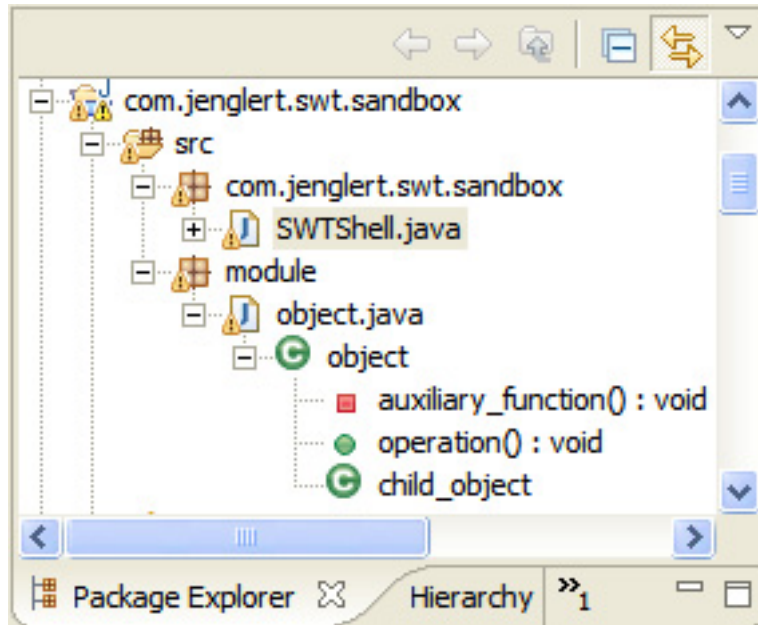 com.jenglert.swt.sandbox
src
com.jenglert.swt.sandbox
SWTShell.java
module
object.java
object
auxiliary_function() : void
operation() : void
child_object
Package Explorer Hierarchy »1